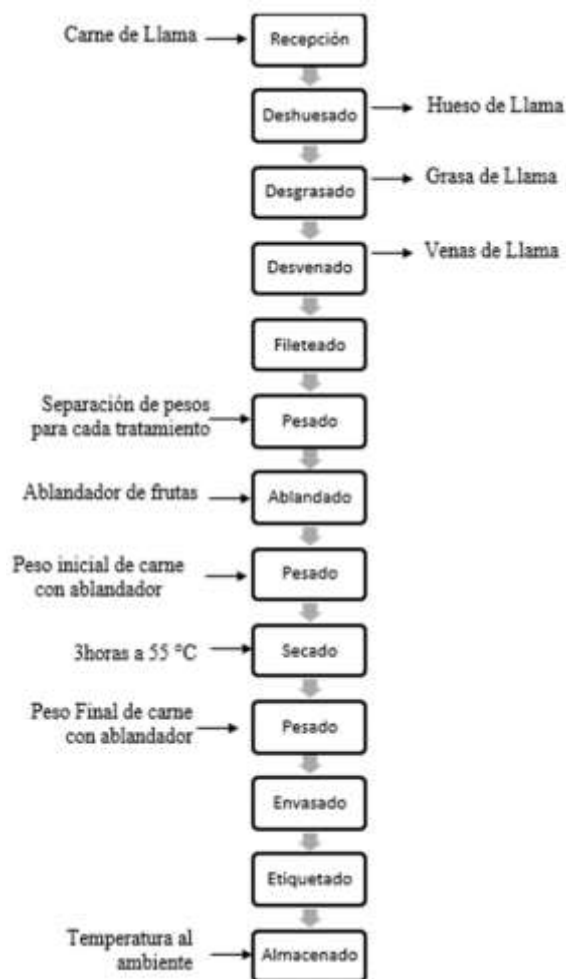 Carne de Llama
Recepción
Deshuesado
Hueso de Llama
Desgrasado
Grasa de Llama
Desvenado
Venas de Llama
Fileteado
Separación de pesos
para cada tratamiento
Pesado
Ablandador de frutas
Ablandado
Peso inicial de carne
con ablandador
Pesado
3horas a 55 °C
Secado
Peso Final de carne
con ablandador
Pesado
Envasado
Etiquetado
Temperatura al
ambiente
Almacenado